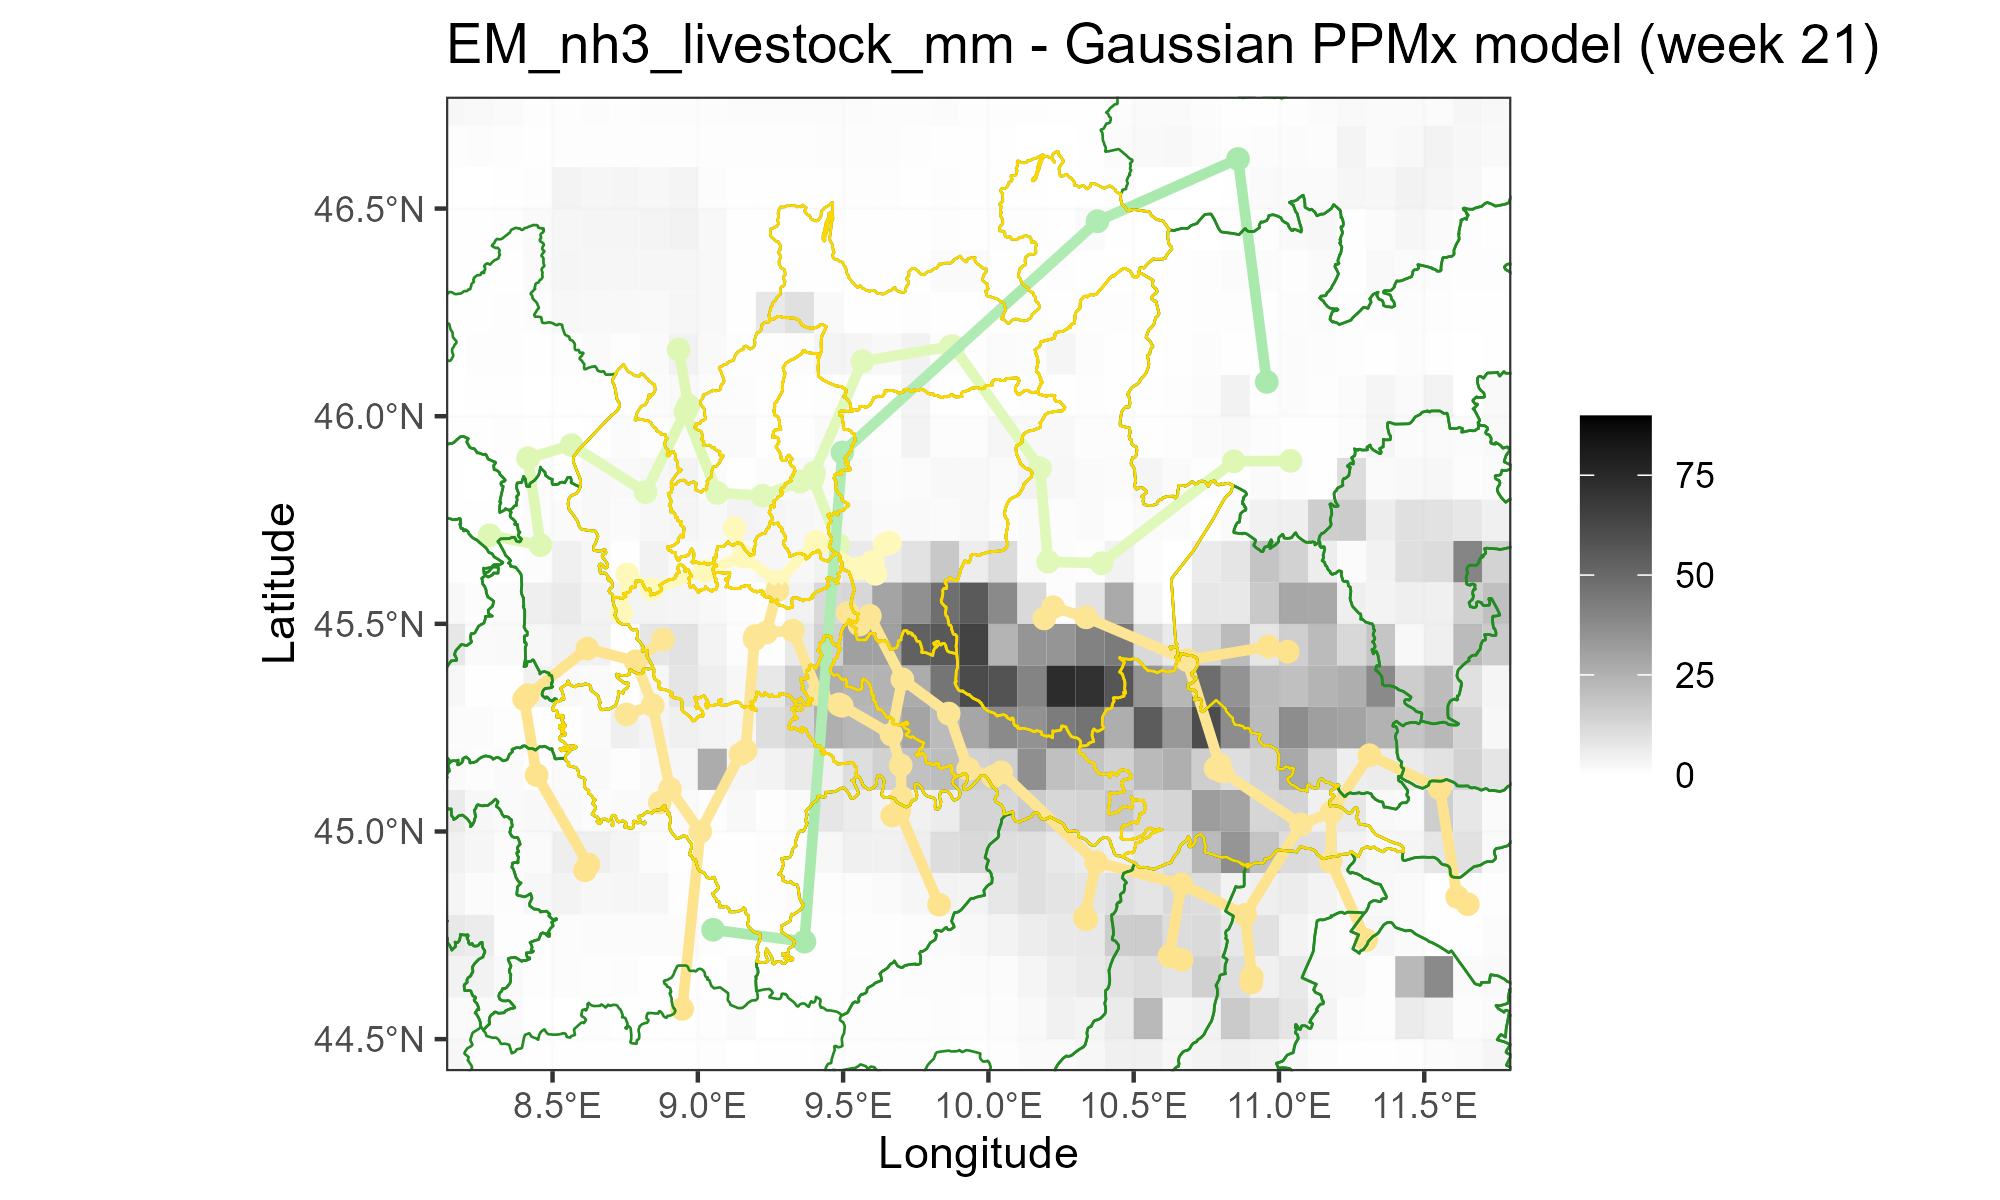 EM_nh3_livestock_mm - Gaussian PPMx model (week 21)
46.5°N
46.0°N
45.5°N
45.0°N
44.5°N
Latitude
8.5°E 9.0°E 9.5°E 10.0°E 10.5°E 11.0°E 11.5°E
Longitude
75
50
25
0